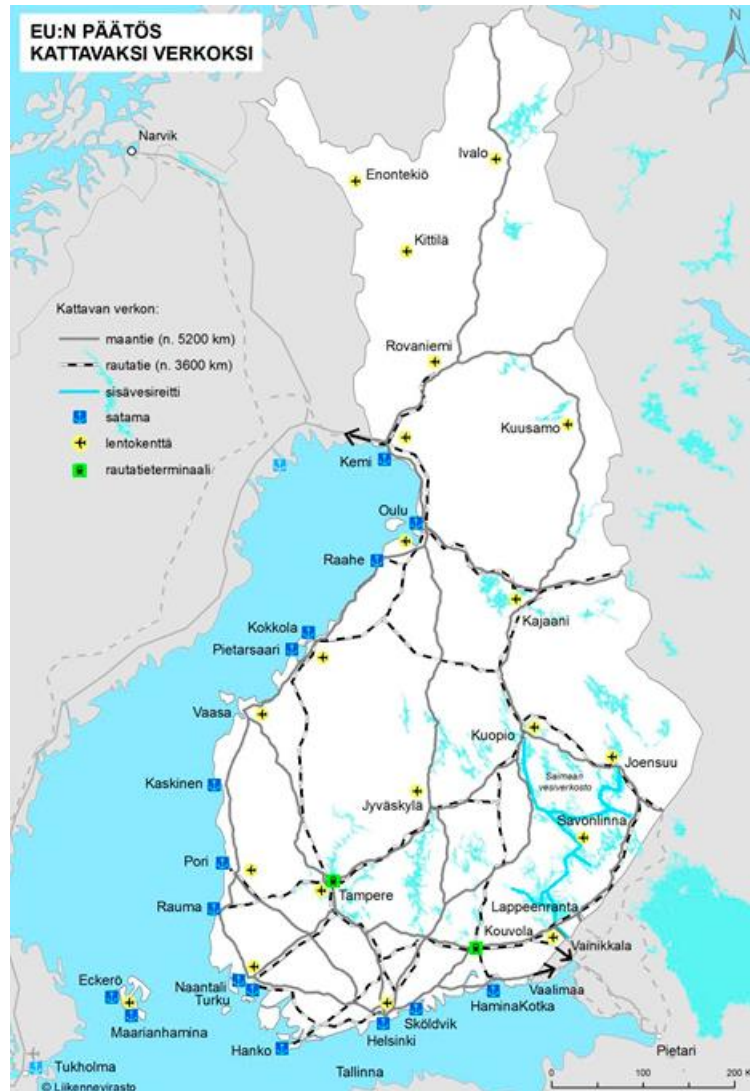 EU:N PÄÄTÖS
KATTAVAKSI VERKOKSI
N
Narvik
Ivalo
Enontekiö
Kittilä
Kattavan verkon:
maantie (n. 5200 km)
rautatie (n. 3600 km)
sisävesireitti
satama
lentokenttä
rautatieterminaali
Rovaniemi
Kuusamo
Kemi
Oulu
Raahe
Kajaani
Kokkola
Pietarsaari
Vaasa
Kuopio
Joensuu
Saimaan
vesiverkosto
Kaskinen
Jyväskylä
Savonlinna
Pori
Tampere
Rauma
Lappeenranta
Kouvola
Vainikkala
Naantali
Turku
Eckerö
Maarianhamina
HaminaKotka
Vaalimaa
Sköldvik
Helsinki
Hanko
Pietari
Tallinna
Tukholma
© Liikennevirasto
0 100 200 K